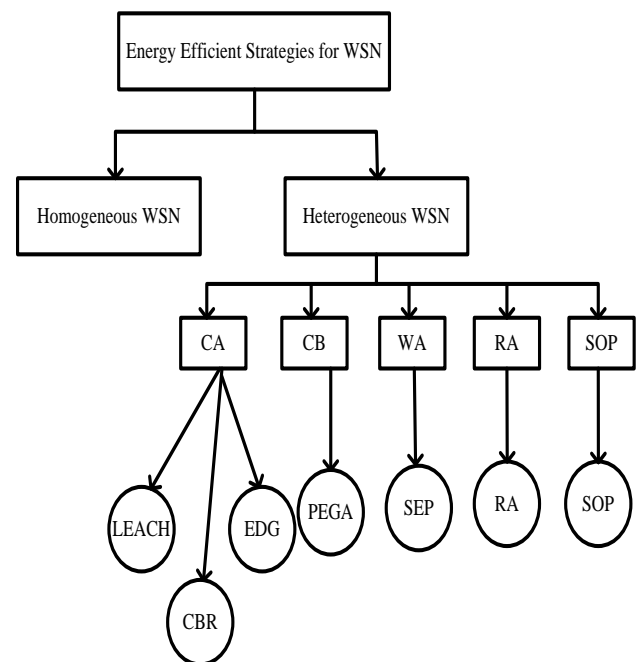 Energy Efficient Strategies for WSN
Homogeneous WSN
Heterogeneous WSN
CA
CB
WA
RA
SOP
LEACH
EDG
PEGA
SEP
RA
SOP
CBR